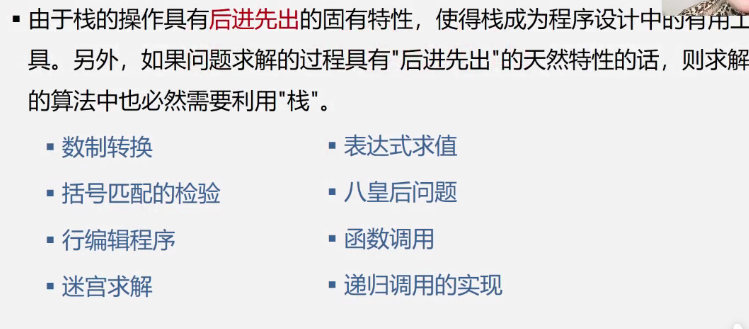 ▪ 由于栈的操作具有后进先出的固有特性，使得栈成为程序设计中的有用工
具。另外，如果问题求解的过程具有"后进先出"的天然特性的话，则求解
的算法中也必然需要利用"栈"。
▪ 数制转换
▪ 表达式求值
▪ 括号匹配的检验
▪ 八皇后问题
▪ 行编辑程序
▪ 函数调用
▪ 迷宫求解
▪ 递归调用的实现